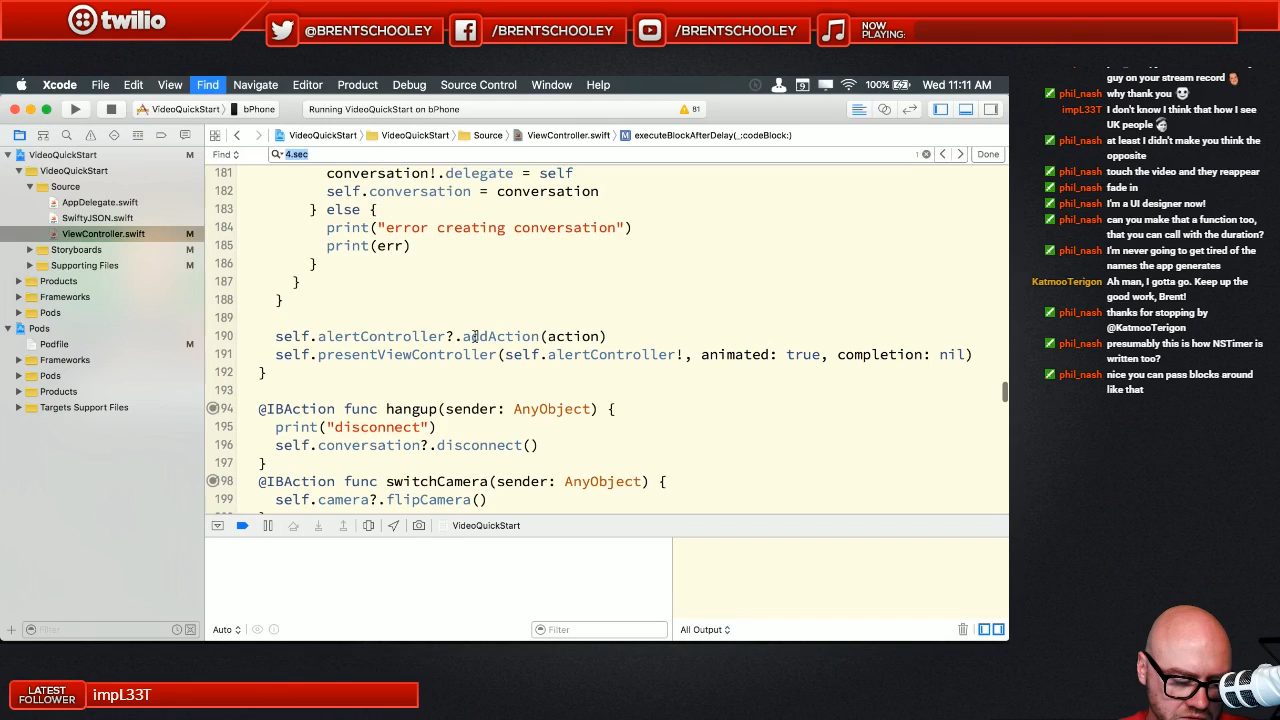 twilio
@BRENTSCHOOLEY
/BRENTSCHOOLEY
/BRENTSCHOOLEY
NOW
PLAYING:
Xcode File Edit View Find Navigate Editor Product Debug Source Control Window Help
9
100%
Wed 11:11 AM
VideoQuickStart
bPhone
Running VideoQuickStart on bPhone
81
VideoQuickStart
VideoQuickStart
Source
ViewController.swift
M
executeBlockAfterDelay(_:codeBlock:)
Find
4.sec
1
Done
VideoQuickStart M
VideoQuickStart
Source
AppDelegate.swift
SwiftyJSON.swift
ViewController.swift M
Storyboards M
Supporting Files M
Products
Frameworks
Pods
Pods
Podfile M
Frameworks
Pods
Products
Targets Support Files
181 conversation!.delegate = self
182 self.conversation = conversation
183 } else {
184 print("error creating conversation")
185 print(err)
186 }
187 }
188 }
189
190 self.alertController?.addAction(action)
191 self.presentViewController(self.alertController!, animated: true, completion: nil)
192 }
193
94 @IBAction func hangup(sender: AnyObject) {
195 print("disconnect")
196 self.conversation?.disconnect()
197 }
98 @IBAction func switchCamera(sender: AnyObject) {
199 self.camera?.flipCamera()
VideoQuickStart
Filter
Auto
Filter
All Output
guy on your stream record
phil_nash why thank you
impL33T I don't know I think that how I see
UK people
phil_nash at least I didn't make you think the
opposite
phil_nash touch the video and they reappear
phil_nash fade in
phil_nash I'm a UI designer now!
phil_nash can you make that a function too,
that you can call with the duration?
phil_nash I'm never going to get tired of the
names the app generates
KatmooTerigon Ah man, I gotta go. Keep up the
good work, Brent!
phil_nash thanks for stopping by
@KatmooTerigon
phil_nash presumably this is how NSTimer is
written too?
phil_nash nice you can pass blocks around
like that
LATEST
FOLLOWER
impL33T